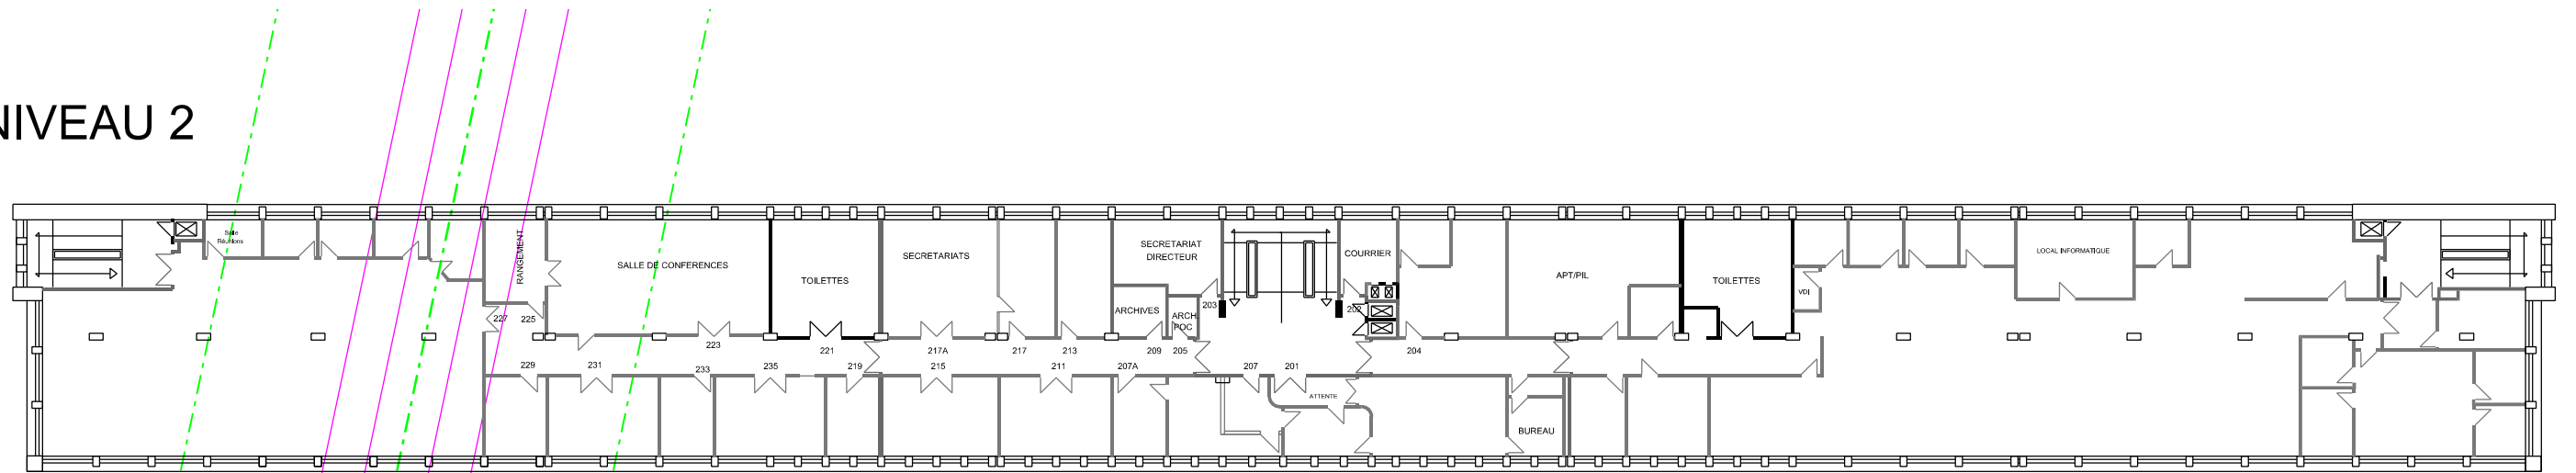 NIVEAU 2
Salle
Réunions
RANGEMENT
SALLE DE CONFERENCES
TOILETTES
SECRETARIATS
SECRETARIAT
DIRECTEUR
COURRIER
APT/PIL
TOILETTES
VDI
LOCAL INFORMATIQUE
ARCHIVES
ARCH.
POC
203
202
227
225
223
221
217A
217
213
209
205
204
229
231
233
235
219
215
211
207A
207
201
ATTENTE
BUREAU